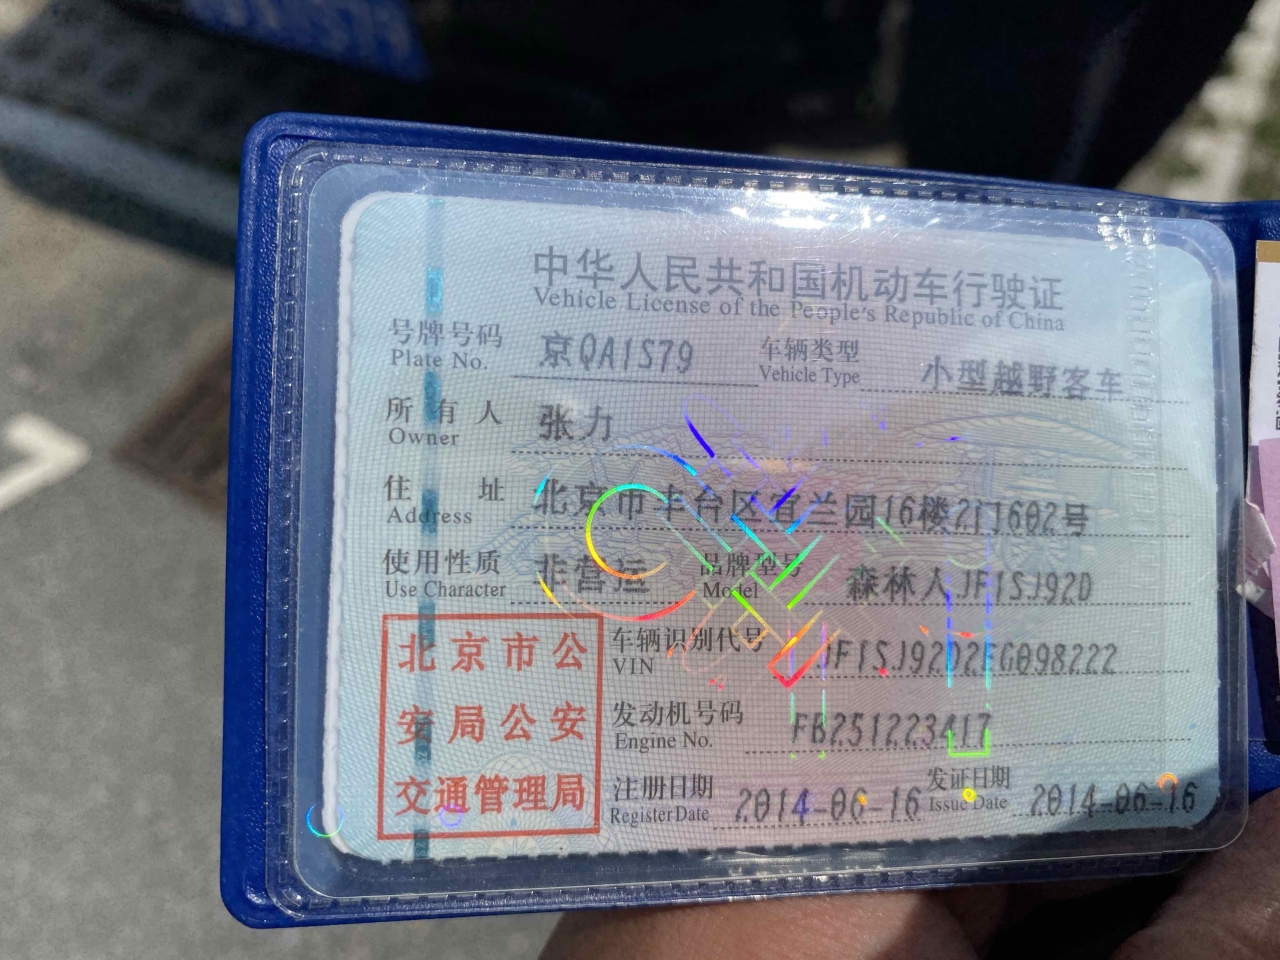 中华人民共和国机动车行驶证
Vehicle License of the People's Republic of China
号牌号码 京QA1S79 车辆类型 小型越野客车
Plate No. Vehicle Type
所有人 张力
Owner
住址 北京市丰台区宜兰园16楼2门602号
Address
使用性质 非营运 品牌型号 森林人JF1SJ92D
Use Character Model
北京市公
安局公安
交通管理局
车辆识别代号 JF1SJ92D2EG098222
VIN
发动机号码 FB251223417
Engine No.
注册日期 2014-06-16 发证日期 2014-06-16
Register Date Issue Date